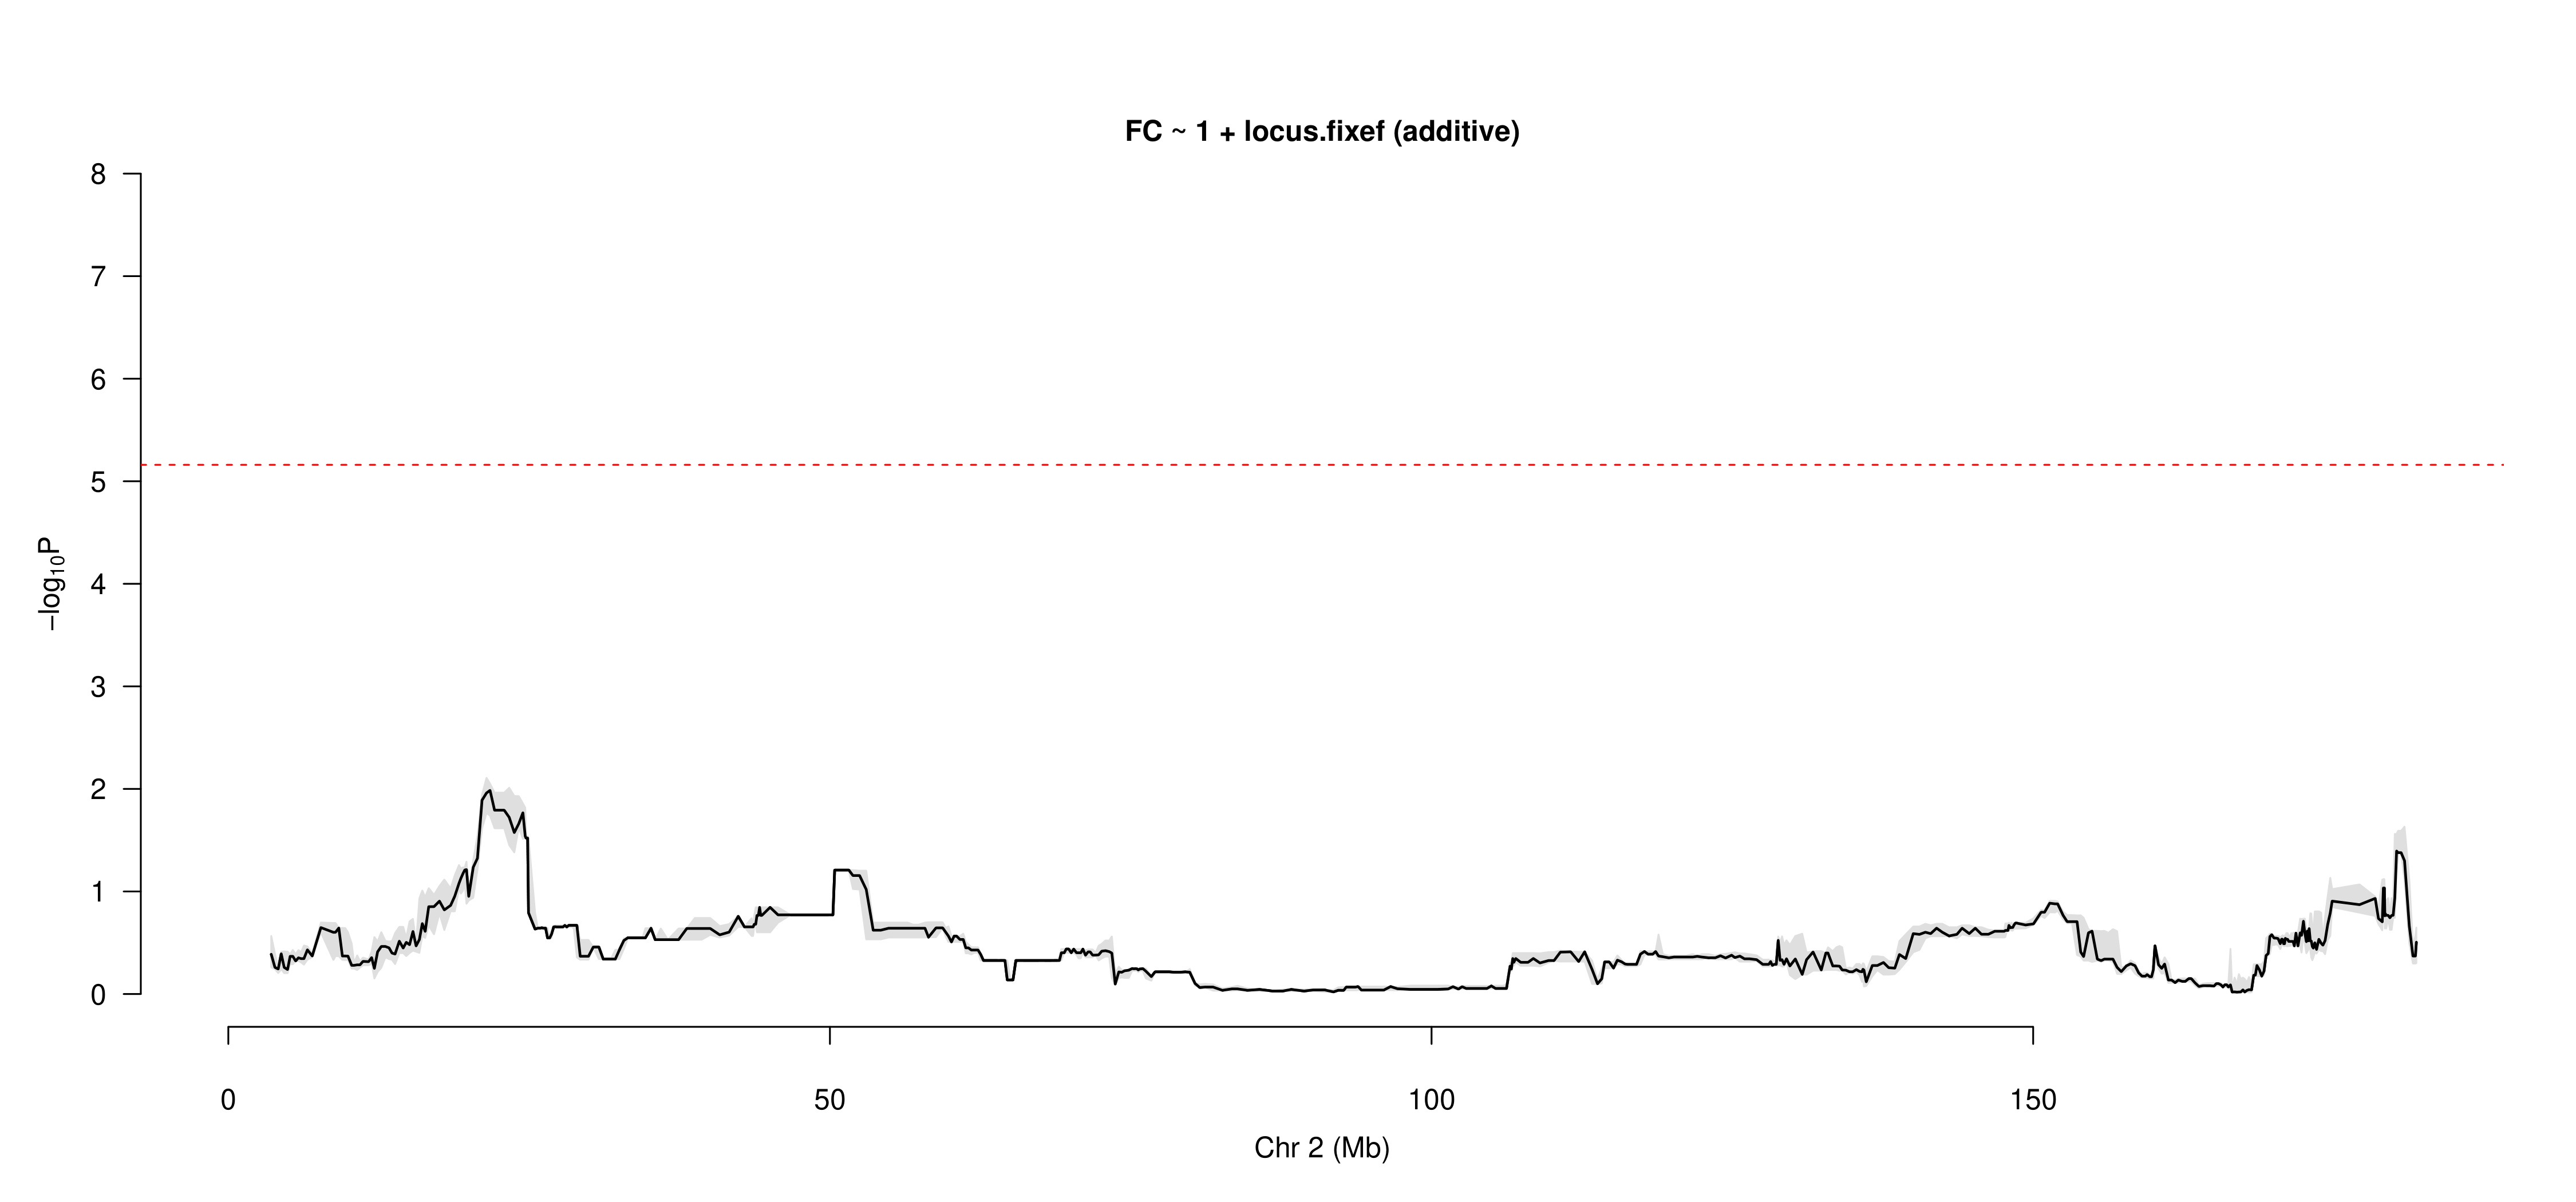 FC ~ 1 + locus.fixef (additive)
8
7
6
5
4
3
2
1
0
−log₁₀P
0 50 100 150
Chr 2 (Mb)